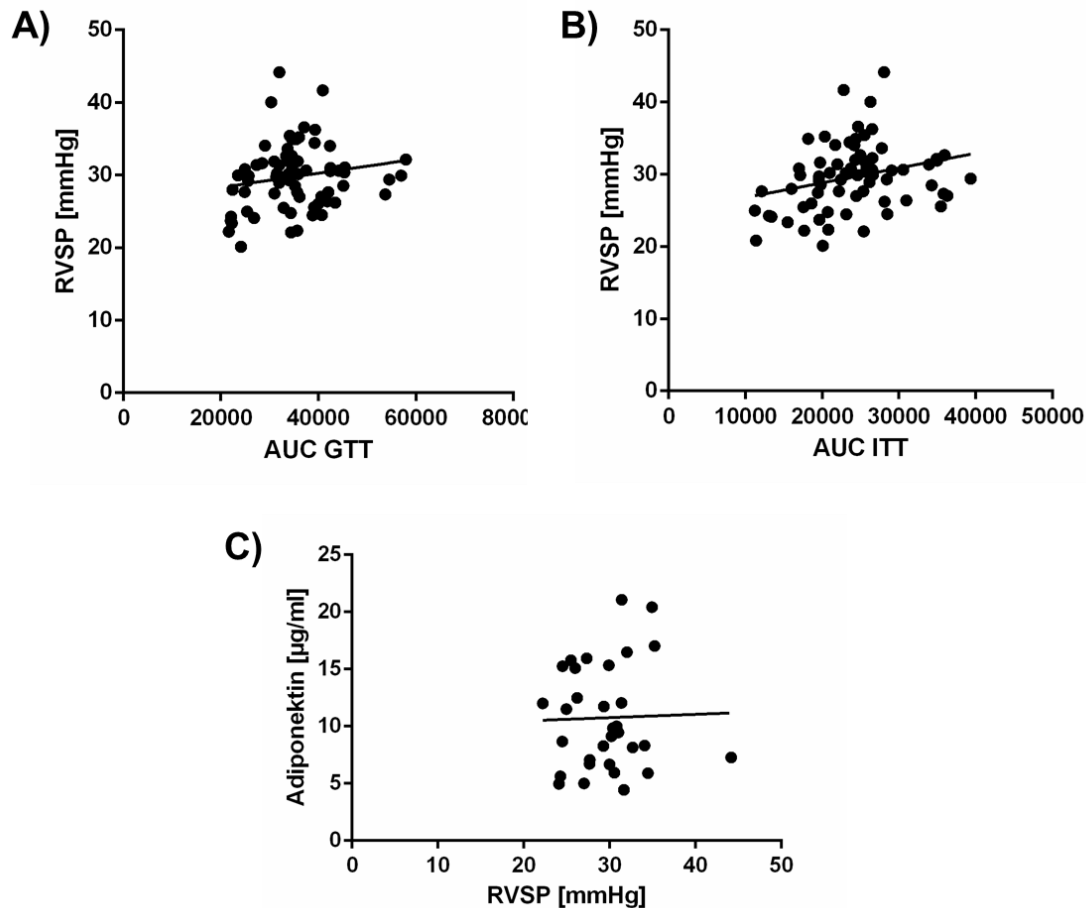 A)
50
40
30
20
10
0
RVSP [mmHg]
0 20000 40000 60000 8000
AUC GTT
B)
50
40
30
20
10
0
RVSP [mmHg]
0 10000 20000 30000 40000 50000
AUC ITT
C)
25
20
15
10
5
0
Adiponektin [µg/ml]
0 10 20 30 40 50
RVSP [mmHg]